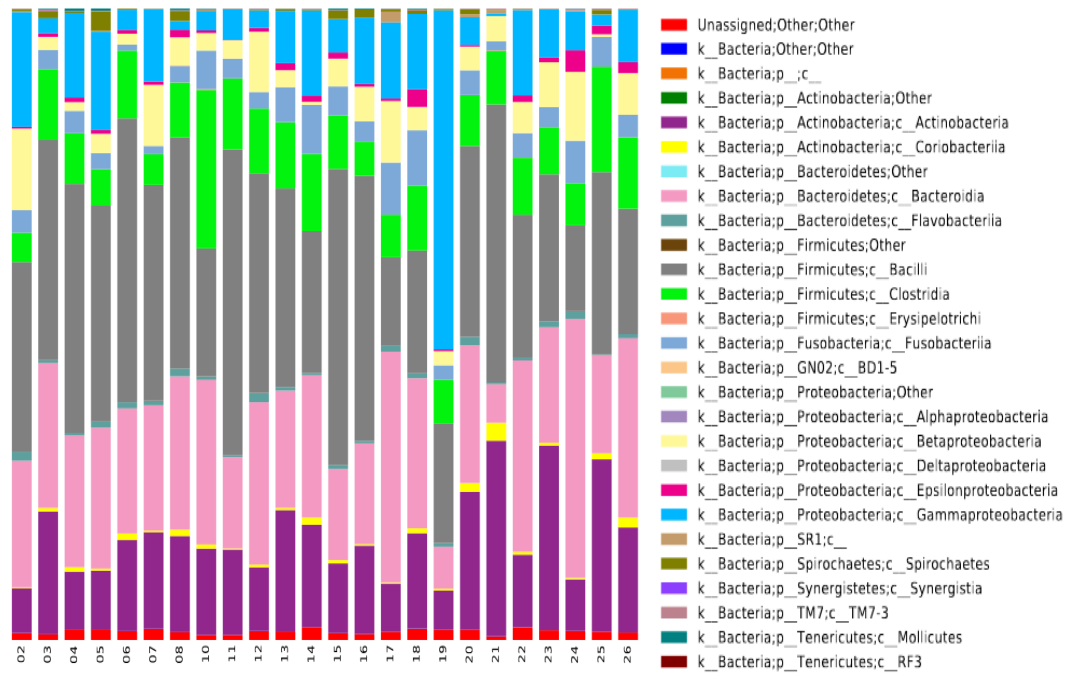 Unassigned;Other;Other
k__Bacteria;Other;Other
k__Bacteria;p__;c__
k__Bacteria;p__Actinobacteria;Other
k__Bacteria;p__Actinobacteria;c__Actinobacteria
k__Bacteria;p__Actinobacteria;c__Coriobacteriia
k__Bacteria;p__Bacteroidetes;Other
k__Bacteria;p__Bacteroidetes;c__Bacteroidia
k__Bacteria;p__Bacteroidetes;c__Flavobacteriia
k__Bacteria;p__Firmicutes;Other
k__Bacteria;p__Firmicutes;c__Bacilli
k__Bacteria;p__Firmicutes;c__Clostridia
k__Bacteria;p__Firmicutes;c__Erysipelotrichi
k__Bacteria;p__Fusobacteria;c__Fusobacteriia
k__Bacteria;p__GN02;c__BD1-5
k__Bacteria;p__Proteobacteria;Other
k__Bacteria;p__Proteobacteria;c__Alphaproteobacteria
k__Bacteria;p__Proteobacteria;c__Betaproteobacteria
k__Bacteria;p__Proteobacteria;c__Deltaproteobacteria
k__Bacteria;p__Proteobacteria;c__Epsilonproteobacteria
k__Bacteria;p__Proteobacteria;c__Gammaproteobacteria
k__Bacteria;p__SR1;c__
k__Bacteria;p__Spirochaetes;c__Spirochaetes
k__Bacteria;p__Synergistetes;c__Synergistia
k__Bacteria;p__TM7;c__TM7-3
k__Bacteria;p__Tenericutes;c__Mollicutes
k__Bacteria;p__Tenericutes;c__RF3
02 03 04 05 06 07 08 10 11 12 13 14 15 16 17 18 19 20 21 22 23 24 25 26